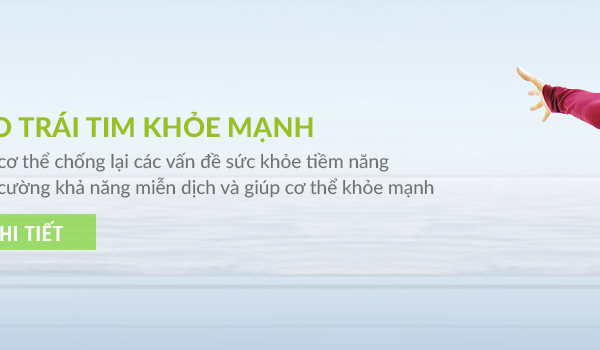 O TRÁI TIM KHỎE MẠNH
cơ thể chống lại các vấn đề sức khỏe tiềm năng
cường khả năng miễn dịch và giúp cơ thể khỏe mạnh
HI TIẾT